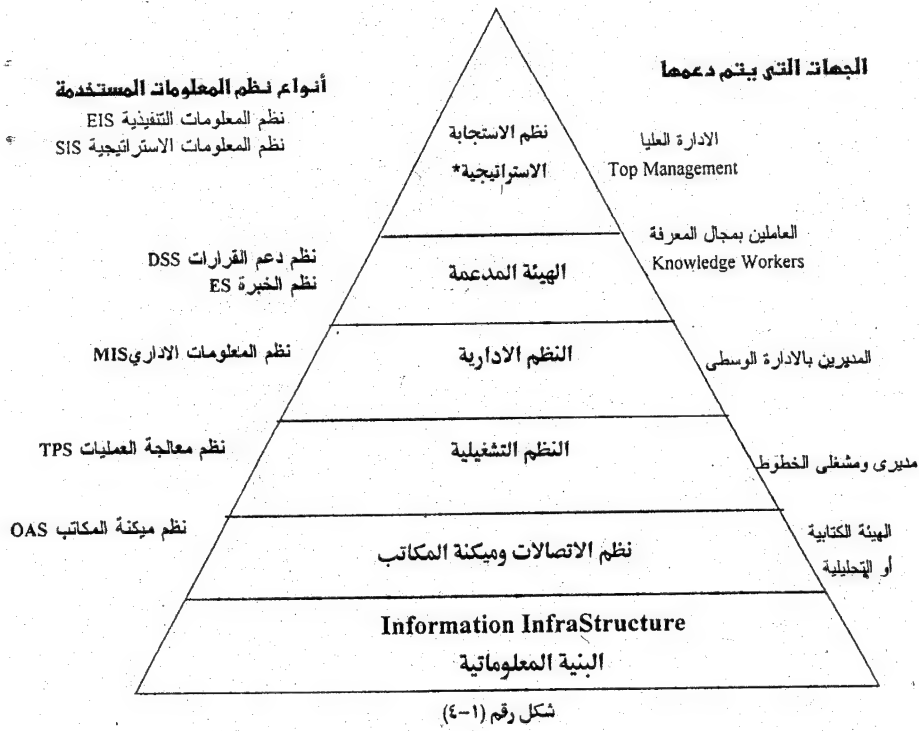 الجهات التي يتم دعمها
أنواع نظم المعلومات المستخدمة
نظم المعلومات التنفيذية EIS
نظم المعلومات الاستراتيجية SIS
نظم الاستجابة
الاستراتيجية*
الادارة العليا
Top Management
العاملين بمجال المعرفة
Knowledge Workers
الهيئة المدعمة
نظم دعم القرارات DSS
نظم الخبرة ES
المديرين بالادارة الوسطى
النظم الادارية
نظم المعلومات الاداريMIS
مديرى ومشغلى الخطوط
النظم التشغيلية
نظم معالجة العمليات TPS
الهيئة الكتابية
أو التحليلية
نظم الاتصالات وميكنة المكاتب
نظم ميكنة المكاتب OAS
Information InfraStructure
البنية المعلوماتية
شكل رقم (١-٤)